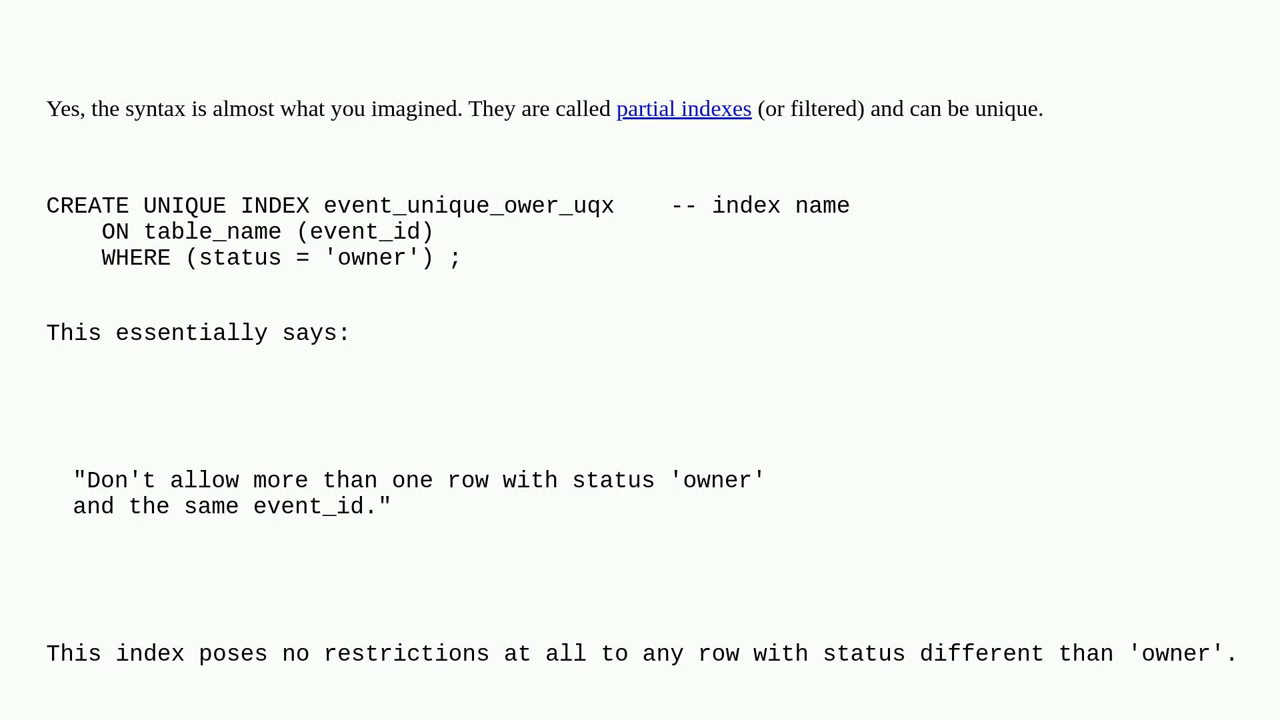 Yes, the syntax is almost what you imagined. They are called partial indexes (or filtered) and can be unique.
CREATE UNIQUE INDEX event_unique_ower_uqx    -- index name
    ON table_name (event_id)
    WHERE (status = 'owner') ;
This essentially says:
"Don't allow more than one row with status 'owner'
and the same event_id."
This index poses no restrictions at all to any row with status different than 'owner'.